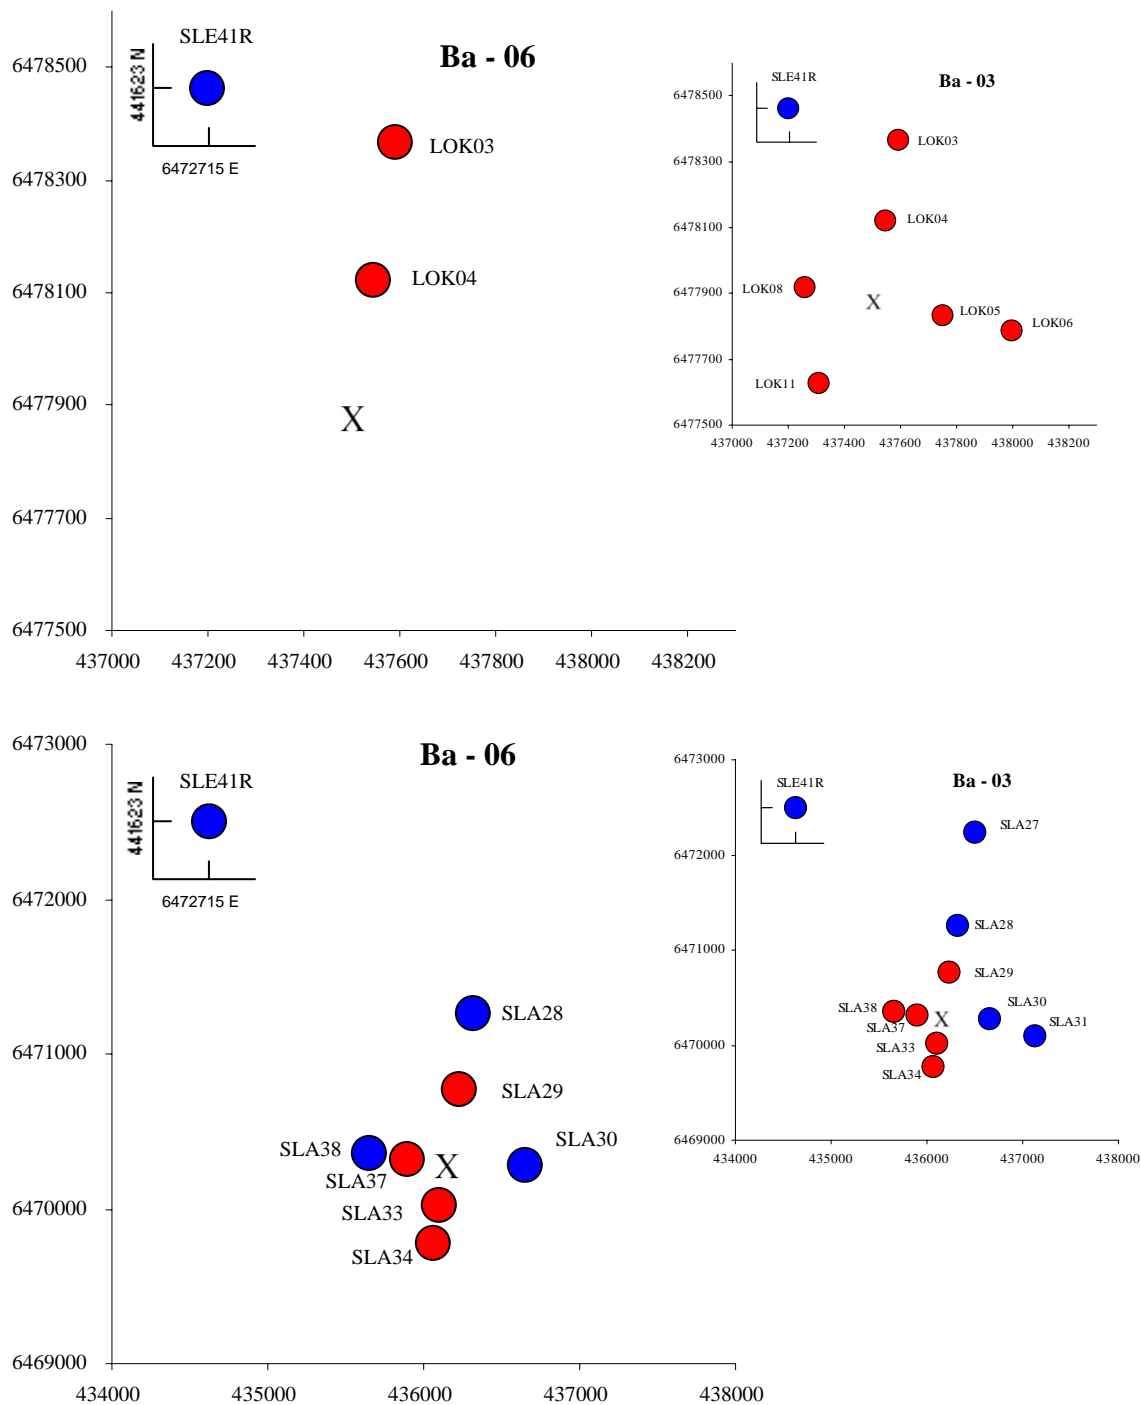 Ba - 06
SLE41R
441623 N
6472715 E
6478500
6478300
6478100
6477900
6477700
6477500
LOK03
LOK04
X
437000 437200 437400 437600 437800 438000 438200
Ba - 03
SLE41R
6478500
6478300
6478100
6477900
6477700
6477500
LOK03
LOK04
LOK08
X
LOK05
LOK06
LOK11
437000 437200 437400 437600 437800 438000 438200
Ba - 06
SLE41R
441623 N
6472715 E
6473000
6472000
6471000
6470000
6469000
SLA28
SLA29
SLA38
SLA30
X
SLA37
SLA33
SLA34
434000 435000 436000 437000 438000
Ba - 03
SLE41R
6473000
6472000
6471000
6470000
6469000
SLA27
SLA28
SLA29
SLA38
SLA30
X
SLA37
SLA31
SLA33
SLA34
434000 435000 436000 437000 438000